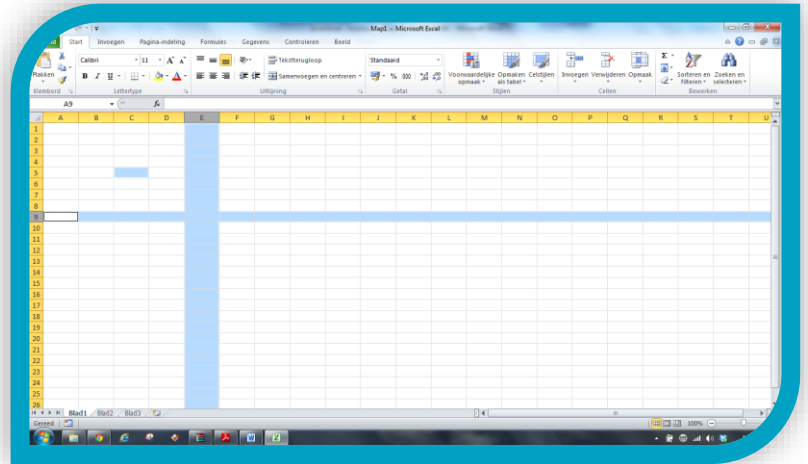 Map1 - Microsoft Excel
Start Invoegen Pagina-indeling Formules Gegevens Controleren Beeld
Plakken
Calibri 11 A A
B I U A
Tekstterugloop
Samenvoegen en centreren
Standaard
% 000
Voorwaardelijke opmaak
Opmaken als tabel
Celstijlen
Invoegen Verwijderen Opmaak
Σ
Sorteren en filteren
Zoeken en selecteren
Klembord Lettertype Uitlijning Getal Stijlen Cellen Bewerken
A9 fx
A B C D E F G H I J K L M N O P Q R S T U
1
2
3
4
5
6
7
8
9
10
11
12
13
14
15
16
17
18
19
20
21
22
23
24
25
26
Blad1 Blad2 Blad3
Gereed 100%